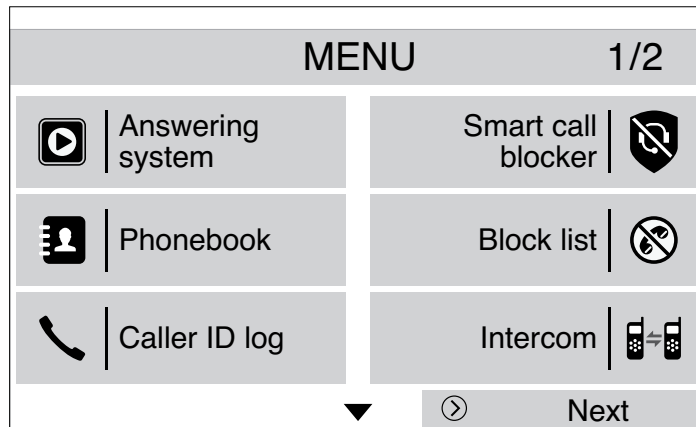 MENU 1/2
Answering
system
Smart call
blocker
Phonebook
Block list
Caller ID log
Intercom
Next